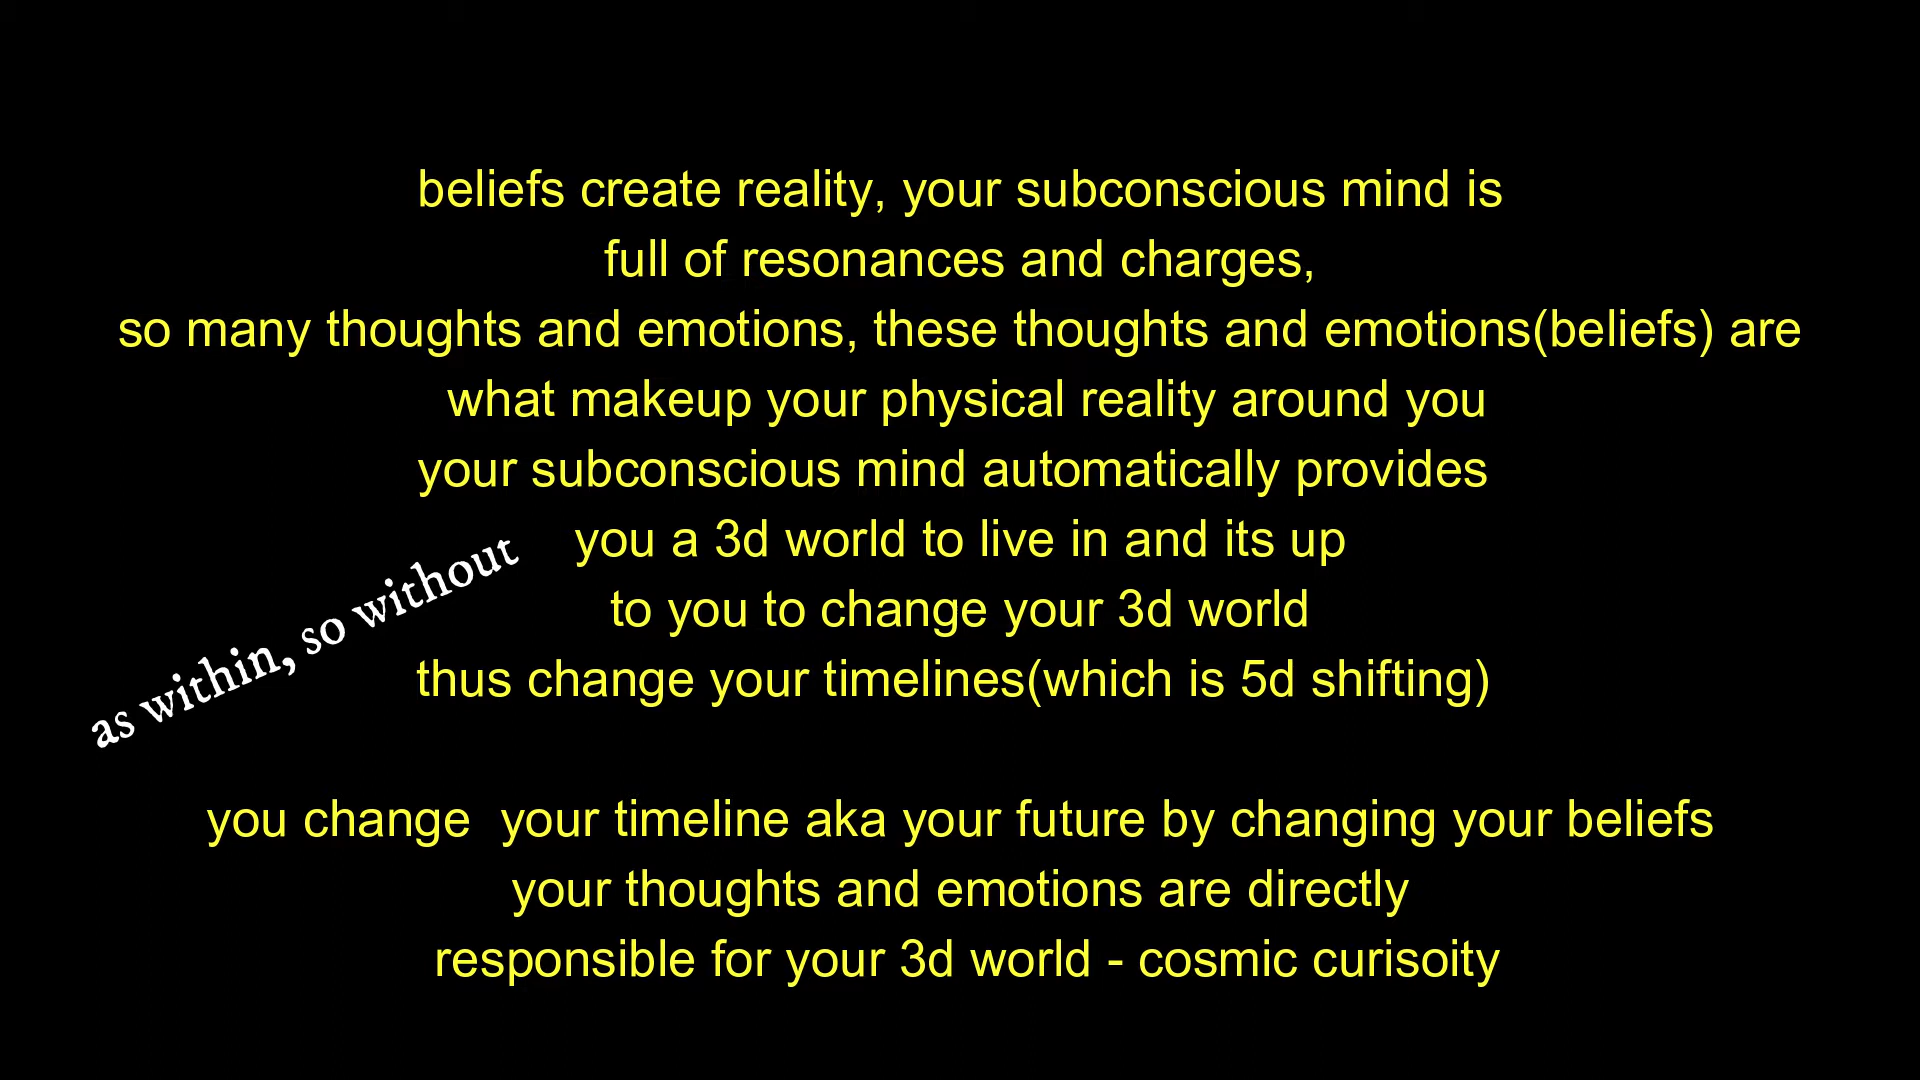 beliefs create reality, your subconscious mind is
full of resonances and charges,
so many thoughts and emotions, these thoughts and emotions(beliefs) are
what makeup your physical reality around you
your subconscious mind automatically provides
you a 3d world to live in and its up
to you to change your 3d world
thus change your timelines(which is 5d shifting)
as within, so without
you change  your timeline aka your future by changing your beliefs
your thoughts and emotions are directly
responsible for your 3d world - cosmic curisoity